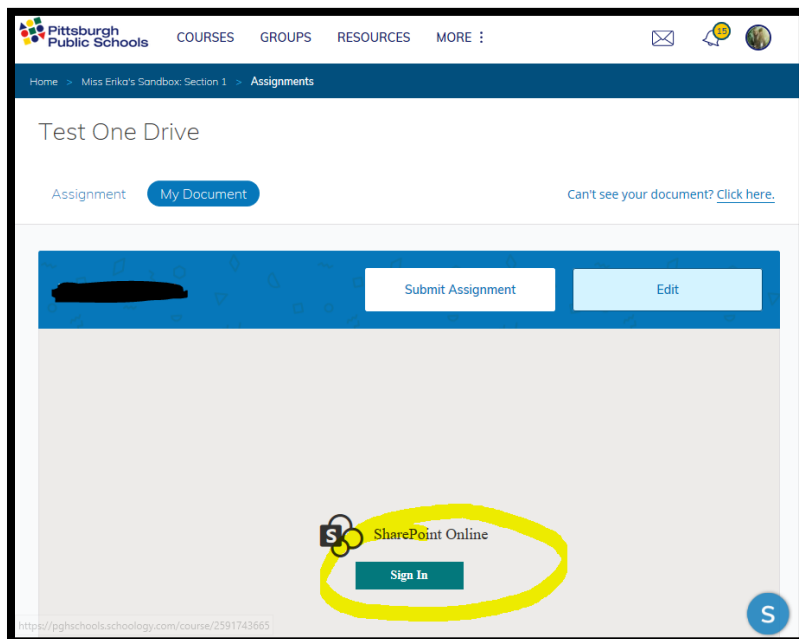 Pittsburgh
Public Schools
COURSES GROUPS RESOURCES MORE
15
Home > Miss Erika's Sandbox: Section 1 > Assignments
Test One Drive
Assignment My Document Can't see your document? Click here.
Submit Assignment Edit
S SharePoint Online
Sign In
https://pghschools.schoology.com/course/2591743665
S